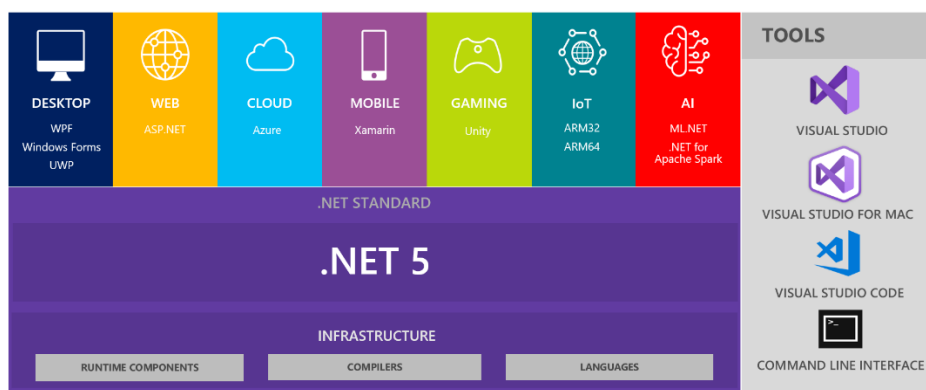 DESKTOP
WPF
Windows Forms
UWP
WEB
ASP.NET
CLOUD
Azure
MOBILE
Xamarin
GAMING
Unity
IoT
ARM32
ARM64
AI
ML.NET
.NET for
Apache Spark
.NET STANDARD
.NET 5
INFRASTRUCTURE
RUNTIME COMPONENTS
COMPILERS
LANGUAGES
TOOLS
VISUAL STUDIO
VISUAL STUDIO FOR MAC
VISUAL STUDIO CODE
>_
COMMAND LINE INTERFACE